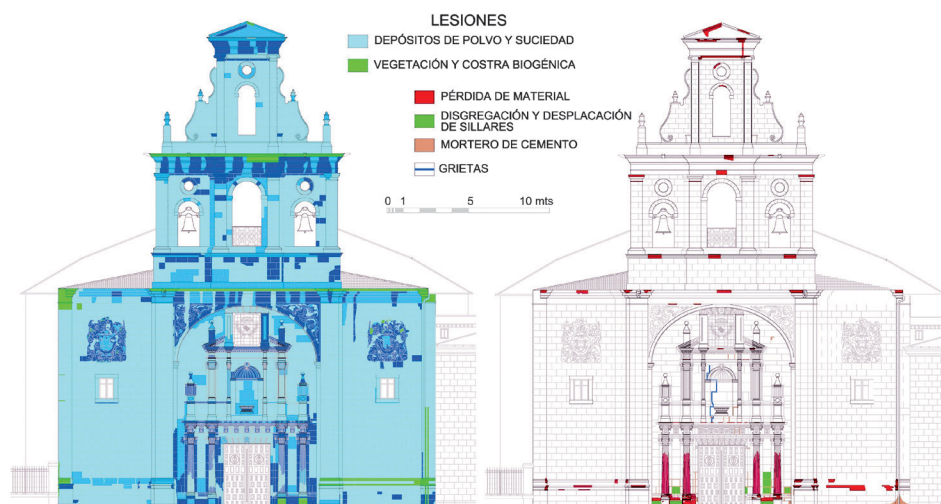 LESIONES
DEPÓSITOS DE POLVO Y SUCIEDAD
VEGETACIÓN Y COSTRA BIOGÉNICA
PÉRDIDA DE MATERIAL
DISGREGACIÓN Y DESPLACACIÓN
DE SILLARES
MORTERO DE CEMENTO
GRIETAS
0 1 5 10 mts